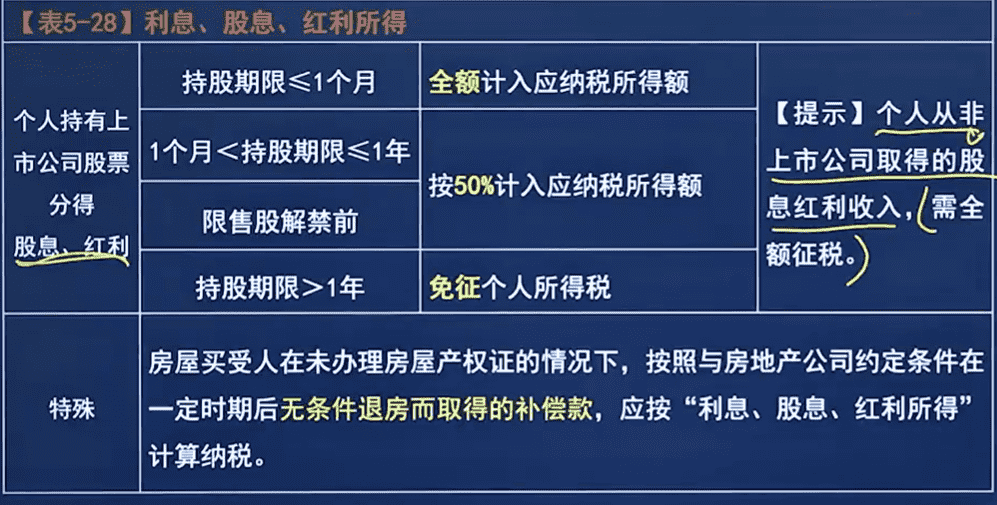 【表5-28】利息、股息、红利所得
个人持有上
市公司股票
分得
股息、红利
持股期限≤1个月
全额计入应纳税所得额
1个月＜持股期限≤1年
限售股解禁前
按50%计入应纳税所得额
持股期限＞1年
免征个人所得税
【提示】个人从非
上市公司取得的股
息红利收入，需全
额征税。
特殊
房屋买受人在未办理房屋产权证的情况下，按照与房地产公司约定条件在
一定时期后无条件退房而取得的补偿款，应按“利息、股息、红利所得”
计算纳税。